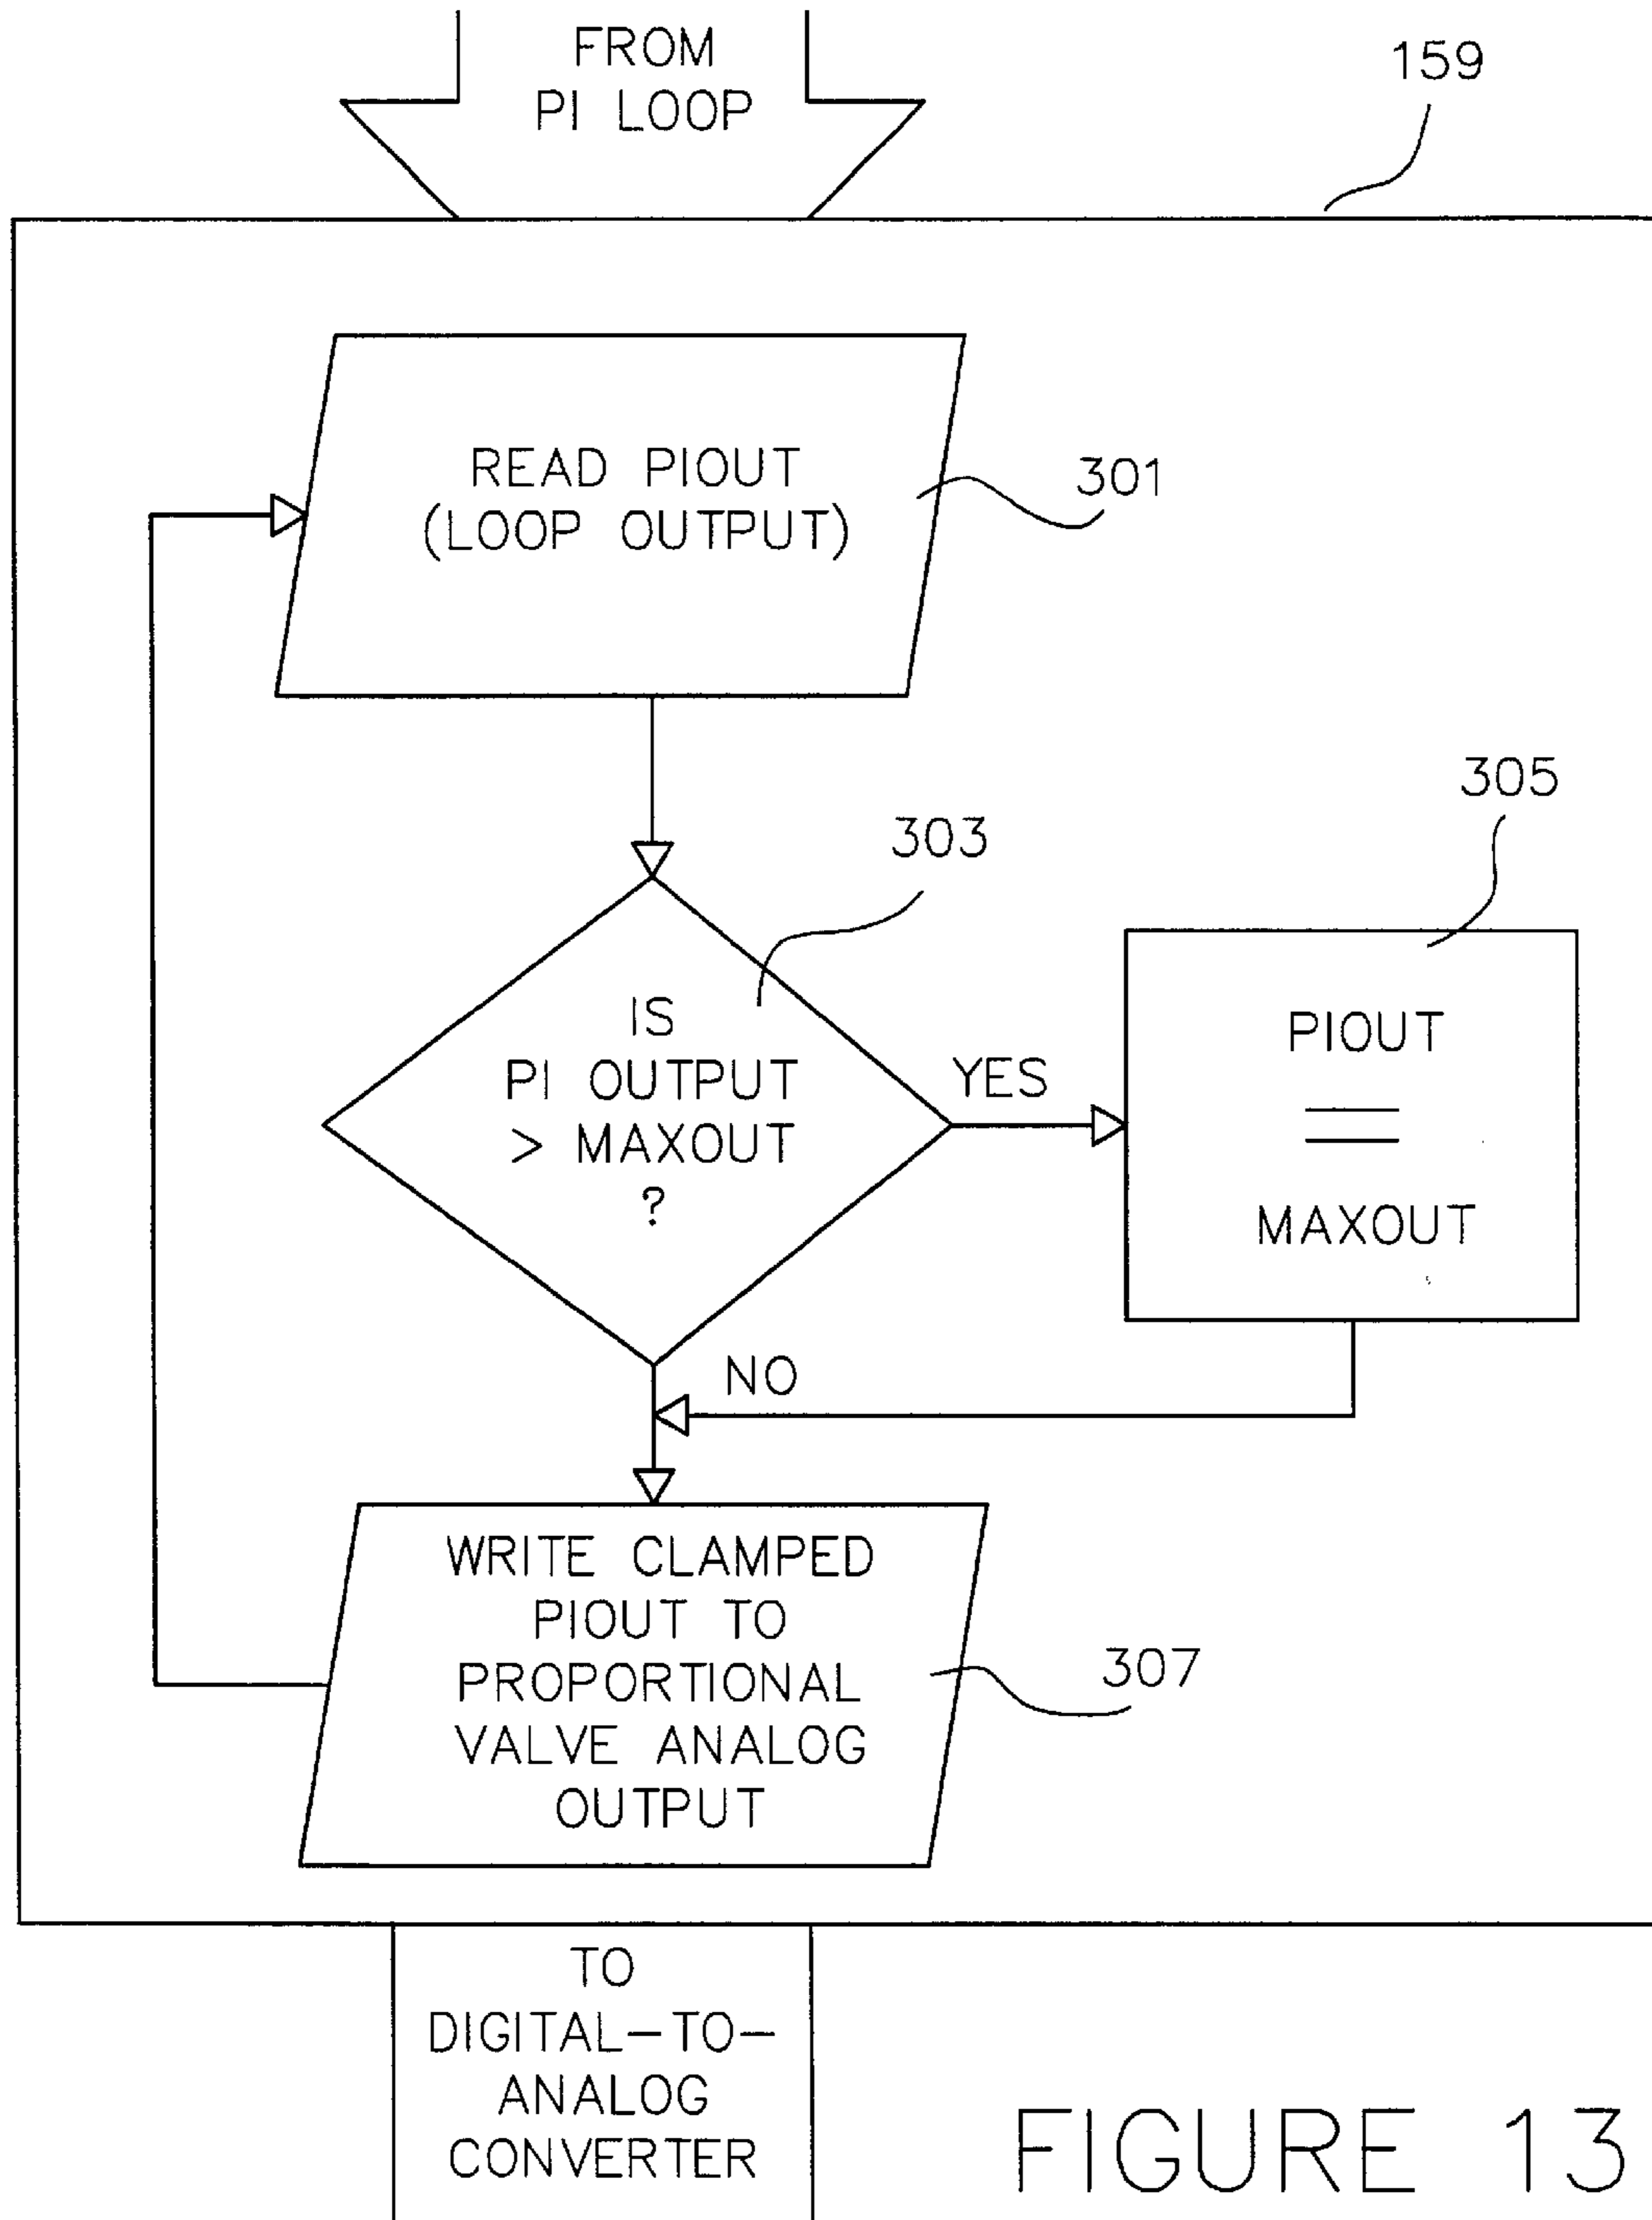 FROM
PI LOOP
159
READ PIOUT
(LOOP OUTPUT)
301
303
305
IS
PI OUTPUT
> MAXOUT
?
YES
PIOUT
=
MAXOUT
NO
WRITE CLAMPED
PIOUT TO
PROPORTIONAL
VALVE ANALOG
OUTPUT
307
TO
DIGITAL-TO-
ANALOG
CONVERTER
FIGURE 13